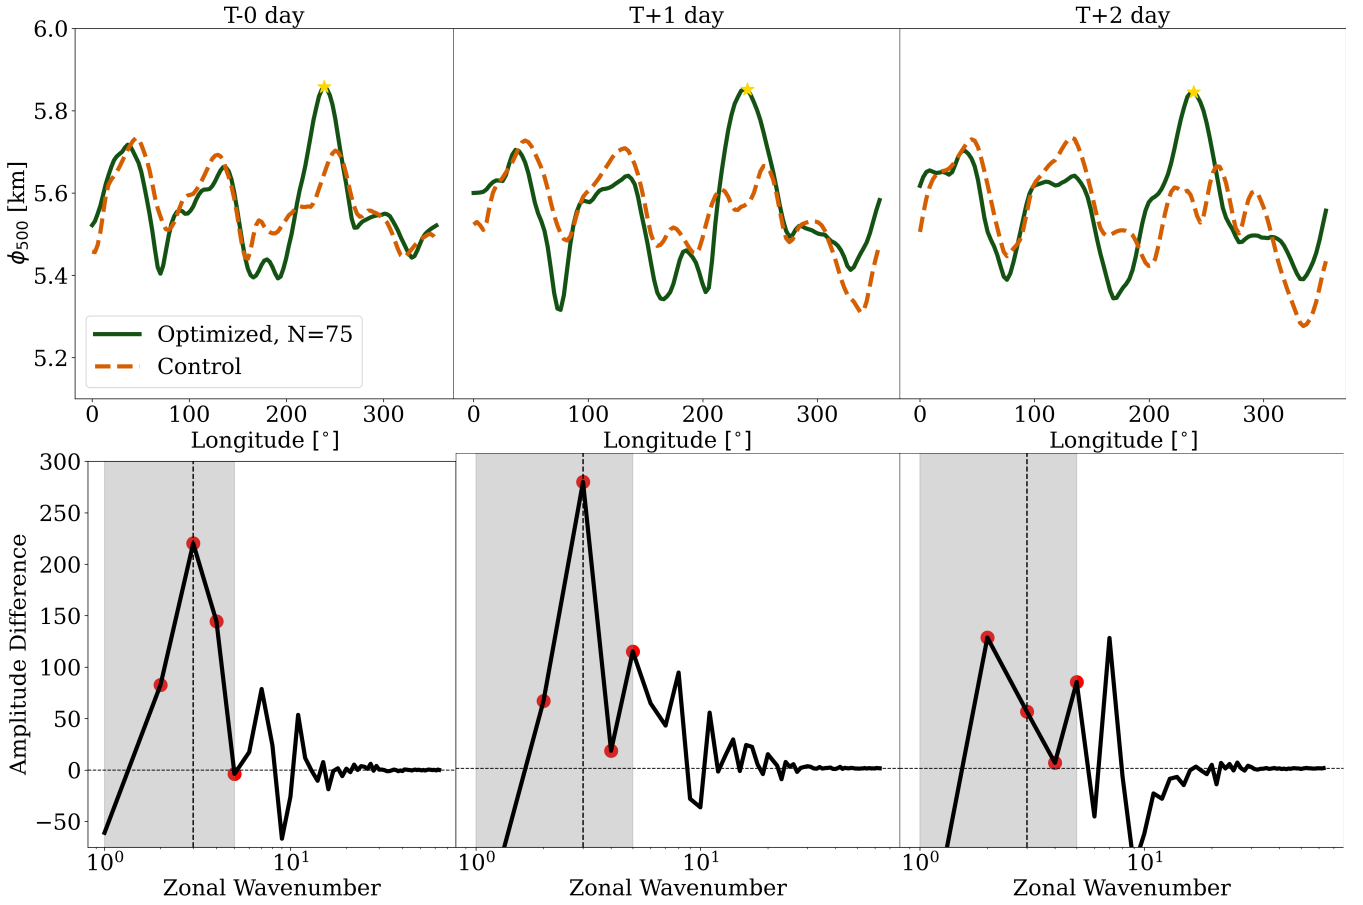 T-0 day
T+1 day
T+2 day
6.0
5.8
5.6
5.4
5.2
ϕ500 [km]
Optimized, N=75
Control
0 100 200 300
0 100 200 300
0 100 200 300
Longitude [°]
Longitude [°]
Longitude [°]
300
250
200
150
100
50
0
−50
Amplitude Difference
10^0 10^1
10^0 10^1
10^0 10^1
Zonal Wavenumber
Zonal Wavenumber
Zonal Wavenumber